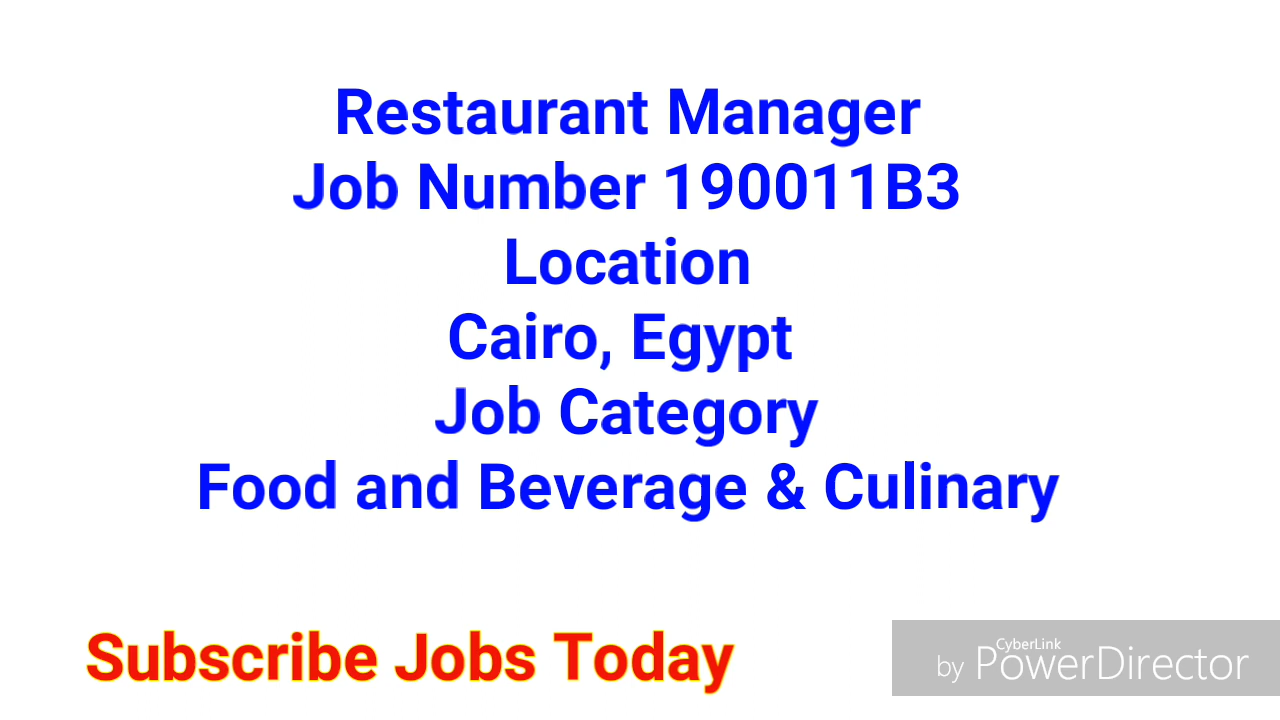 Restaurant Manager
Job Number 190011B3
Location
Cairo, Egypt
Job Category
Food and Beverage & Culinary
Subscribe Jobs Today
CyberLink
by PowerDirector